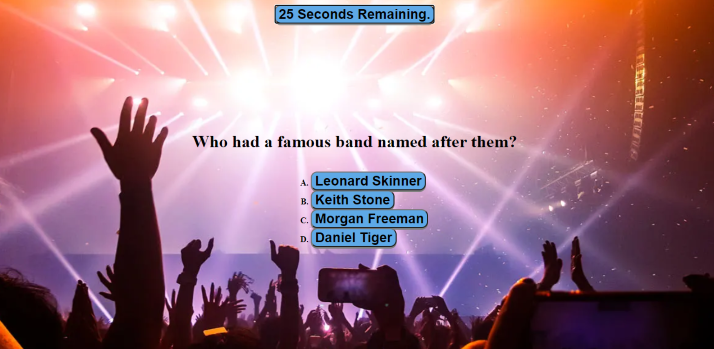 25 Seconds Remaining.
Who had a famous band named after them?
A. Leonard Skinner
B. Keith Stone
C. Morgan Freeman
D. Daniel Tiger